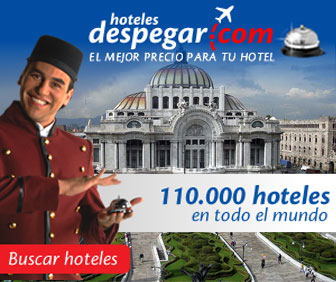 hoteles
despegar.com
EL MEJOR PRECIO PARA TU HOTEL
110.000 hoteles
en todo el mundo
Buscar hoteles